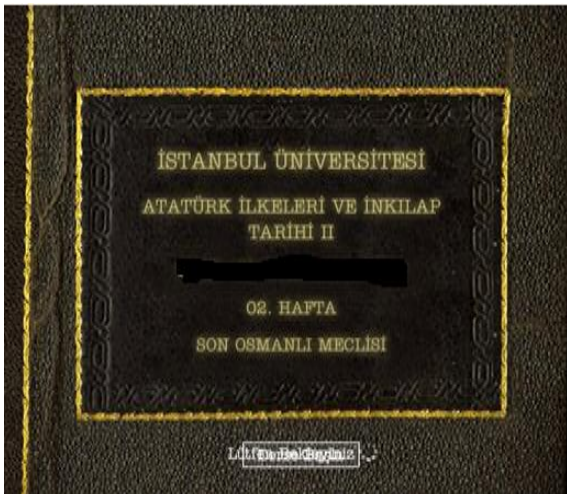 İSTANBUL ÜNİVERSİTESİ
ATATÜRK İLKELERİ VE İNKILAP
TARİHİ II
02. HAFTA
SON OSMANLI MECLİSİ